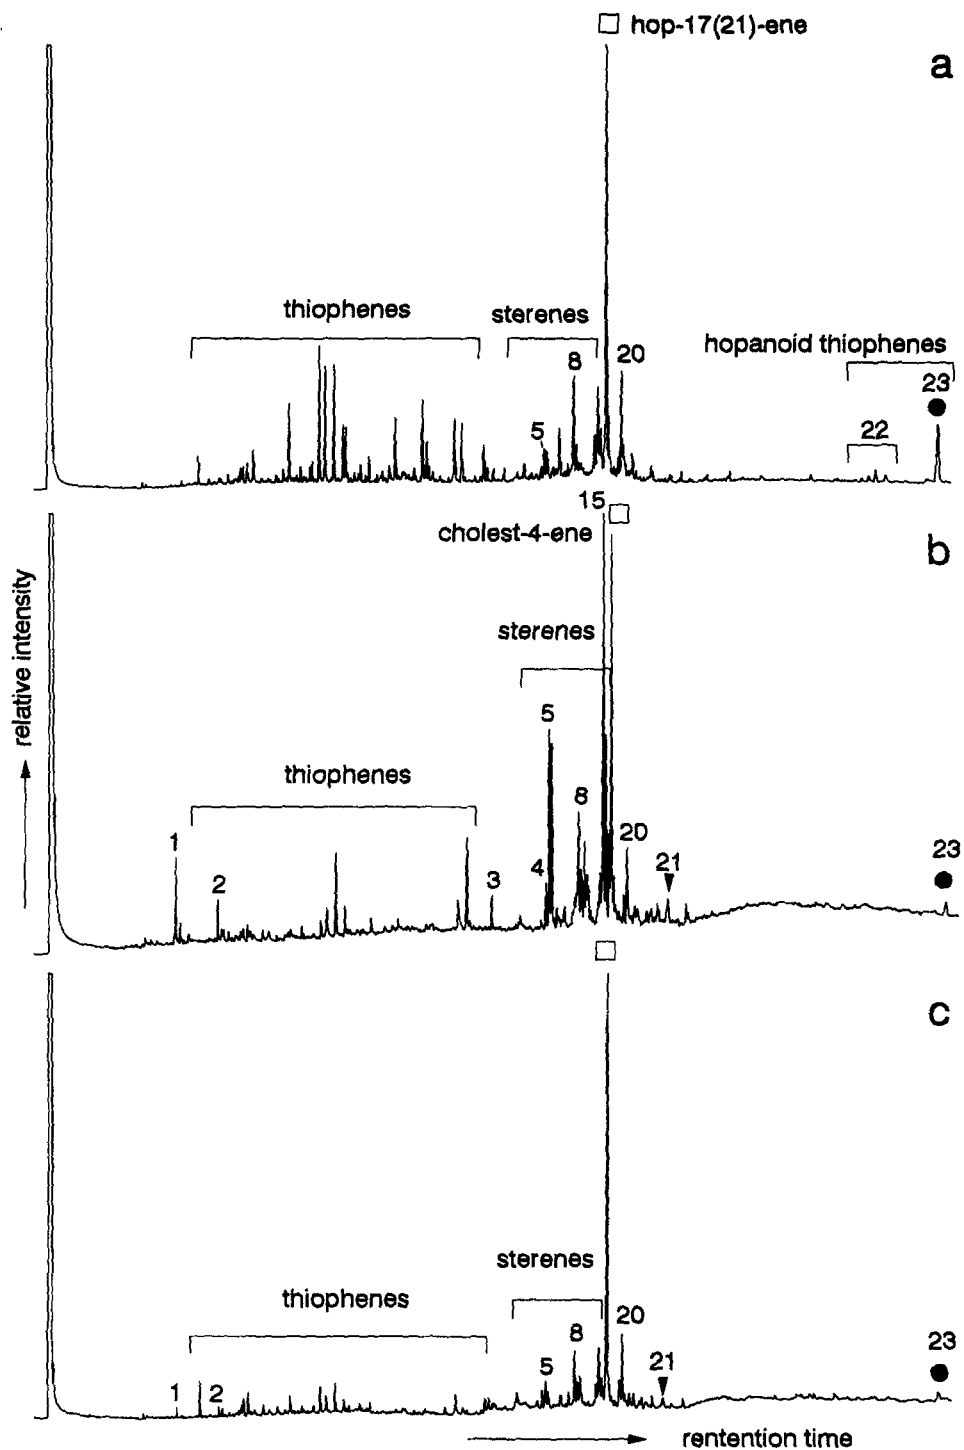 hop-17(21)-ene
a
thiophenes
sterenes
hopanoid thiophenes
5
8
20
22
23
b
cholest-4-ene
15
sterenes
thiophenes
1
2
3
4
5
8
20
21
23
relative intensity
c
thiophenes
sterenes
1
2
5
8
20
21
23
rentention time